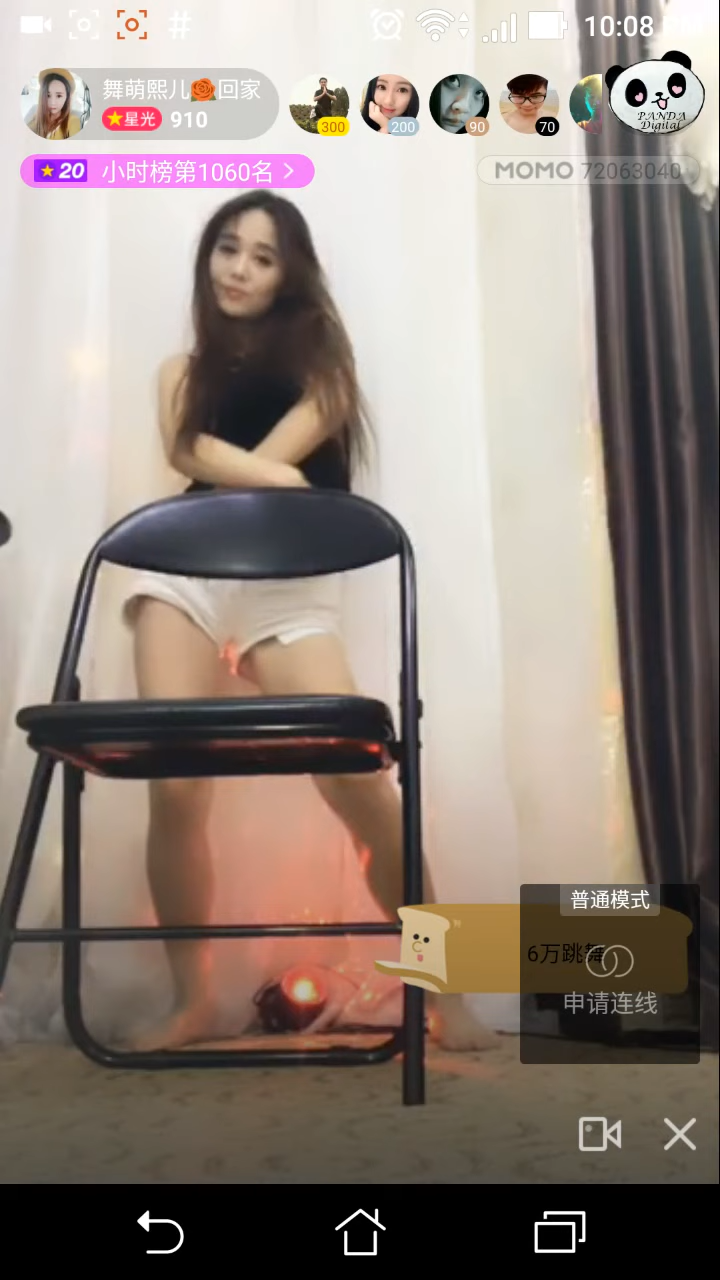 # 10:08 PM
舞萌熙儿🌹回家
★星光 910
300 200 90 70
PANDA
Digital
★ 20 小时榜第1060名 >
MOMO 72063040
普通模式
6万跳舞
申请连线